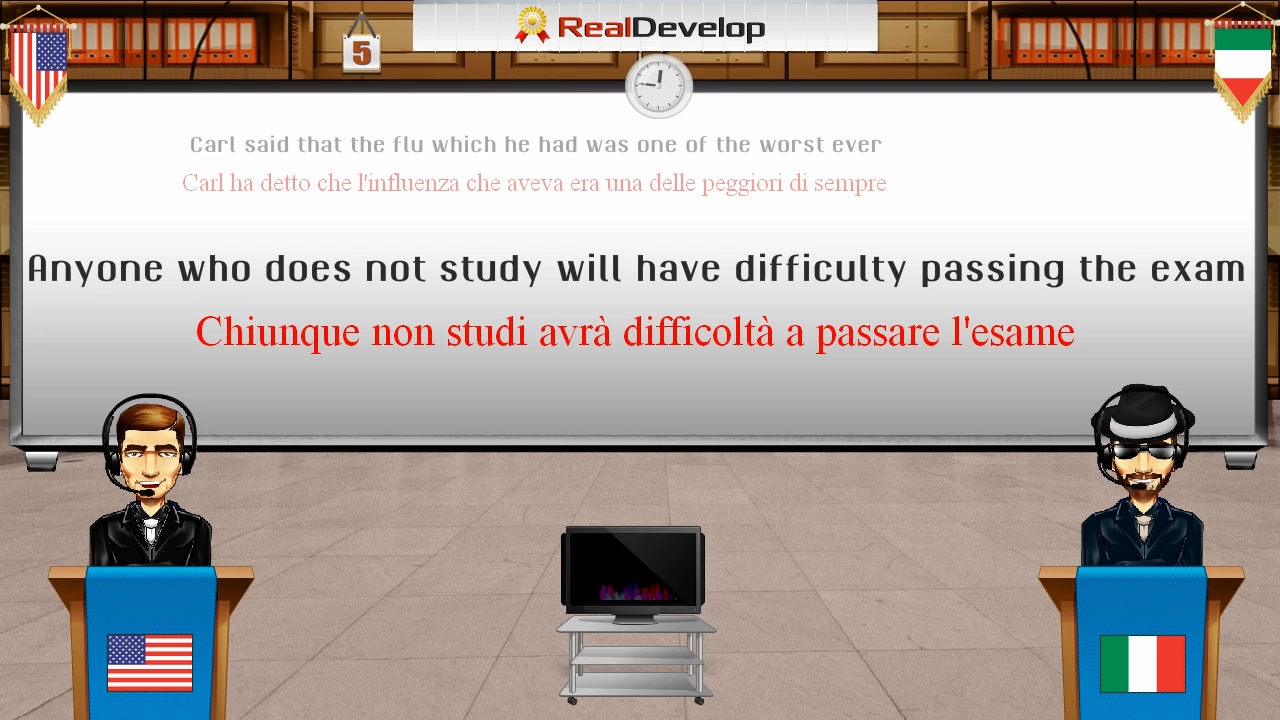 RealDevelop
5
Carl said that the flu which he had was one of the worst ever
Carl ha detto che l'influenza che aveva era una delle peggiori di sempre
Anyone who does not study will have difficulty passing the exam
Chiunque non studi avrà difficoltà a passare l'esame